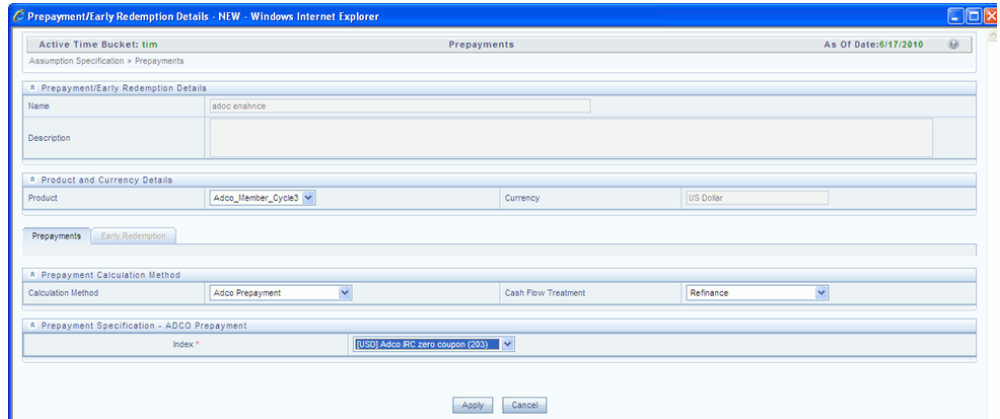 Prepayment/Early Redemption Details - NEW - Windows Internet Explorer
Active Time Bucket: tim Prepayments As Of Date:6/17/2010
Assumption Specification > Prepayments
Prepayment/Early Redemption Details
Name adoc enahnce
Description
Product and Currency Details
Product Adco_Member_Cycle3 Currency US Dollar
Prepayments Early Redemption
Prepayment Calculation Method
Calculation Method Adco Prepayment Cash Flow Treatment Refinance
Prepayment Specification - ADCO Prepayment
Index * [USD] Adco IRC zero coupon (203)
Apply Cancel